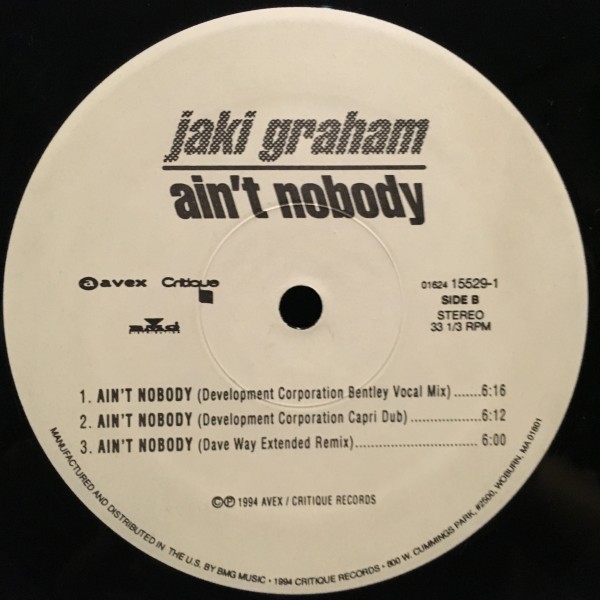 jaki graham
ain't nobody
a avex Critique
BMG
01624 15529-1
SIDE B
STEREO
33 1/3 RPM
1. AIN'T NOBODY (Development Corporation Bentley Vocal Mix) .......6:16
2. AIN'T NOBODY (Development Corporation Capri Dub) .................6:12
3. AIN'T NOBODY (Dave Way Extended Remix)............................. 6:00
©℗ 1994 AVEX / CRITIQUE RECORDS
MANUFACTURED AND DISTRIBUTED IN THE U.S. BY BMG MUSIC • 1994 CRITIQUE RECORDS • 800 W. CUMMINGS PARK, #2500, WOBURN, MA 01801